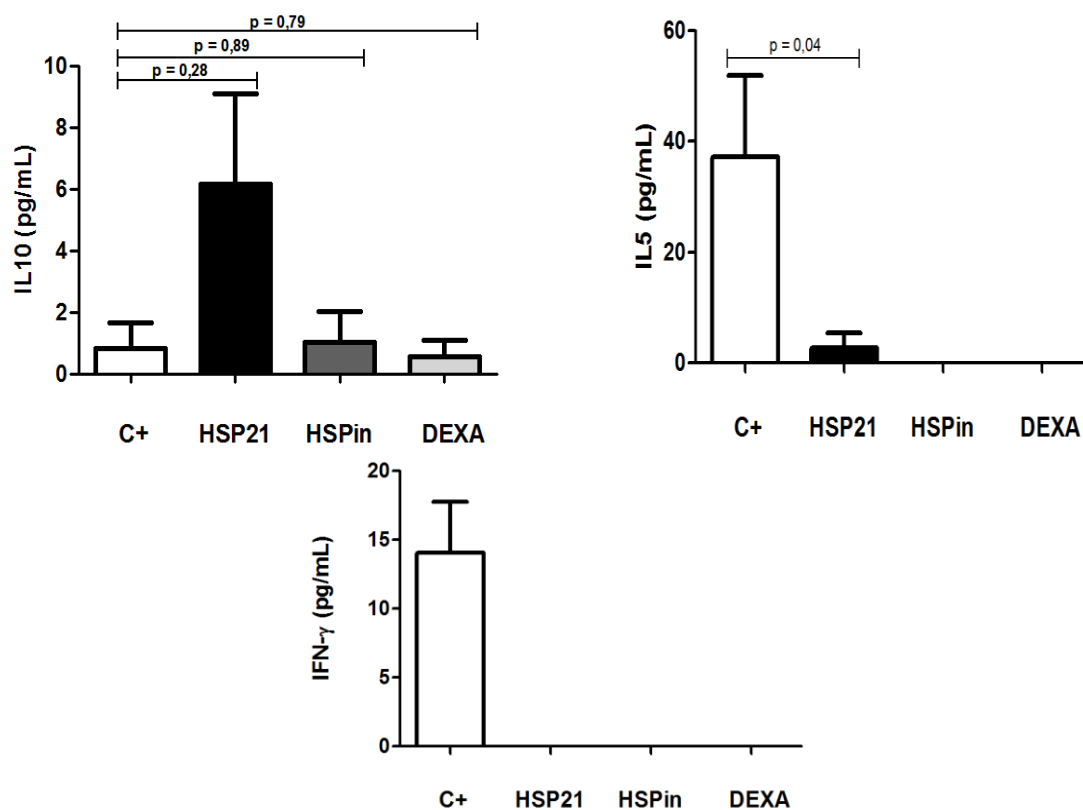 p = 0,79
p = 0,89
p = 0,28
IL10 (pg/mL)
10
8
6
4
2
0
C+ HSP21 HSPin DEXA
p = 0,04
IL5 (pg/mL)
60
40
20
0
C+ HSP21 HSPin DEXA
IFN-γ (pg/mL)
20
15
10
5
0
C+ HSP21 HSPin DEXA